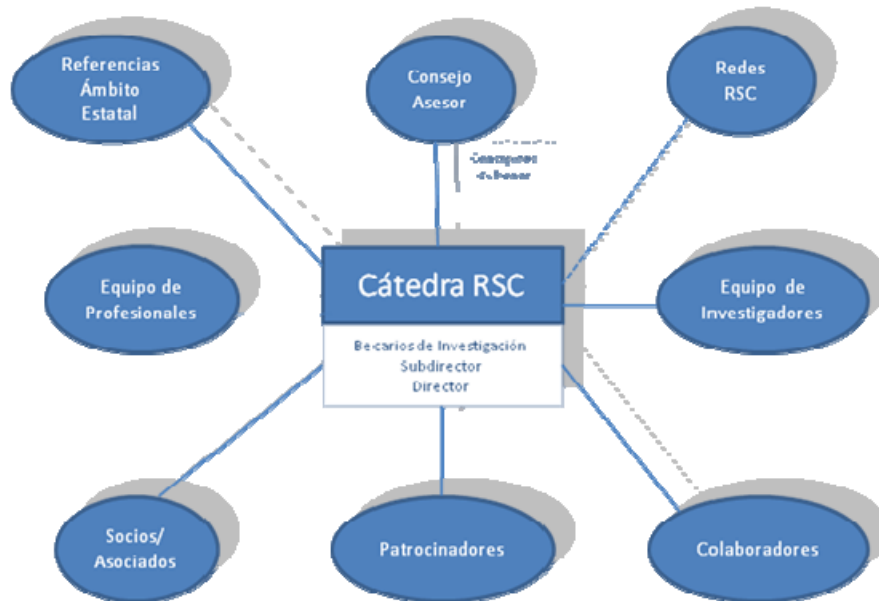 Referencias
Ámbito
Estatal
Consejo
Asesor
Redes
RSC
Equipo de
Profesionales
Cátedra RSC
Becarios de Investigación
Subdirector
Director
Equipo de
Investigadores
Socios/
Asociados
Patrocinadores
Colaboradores